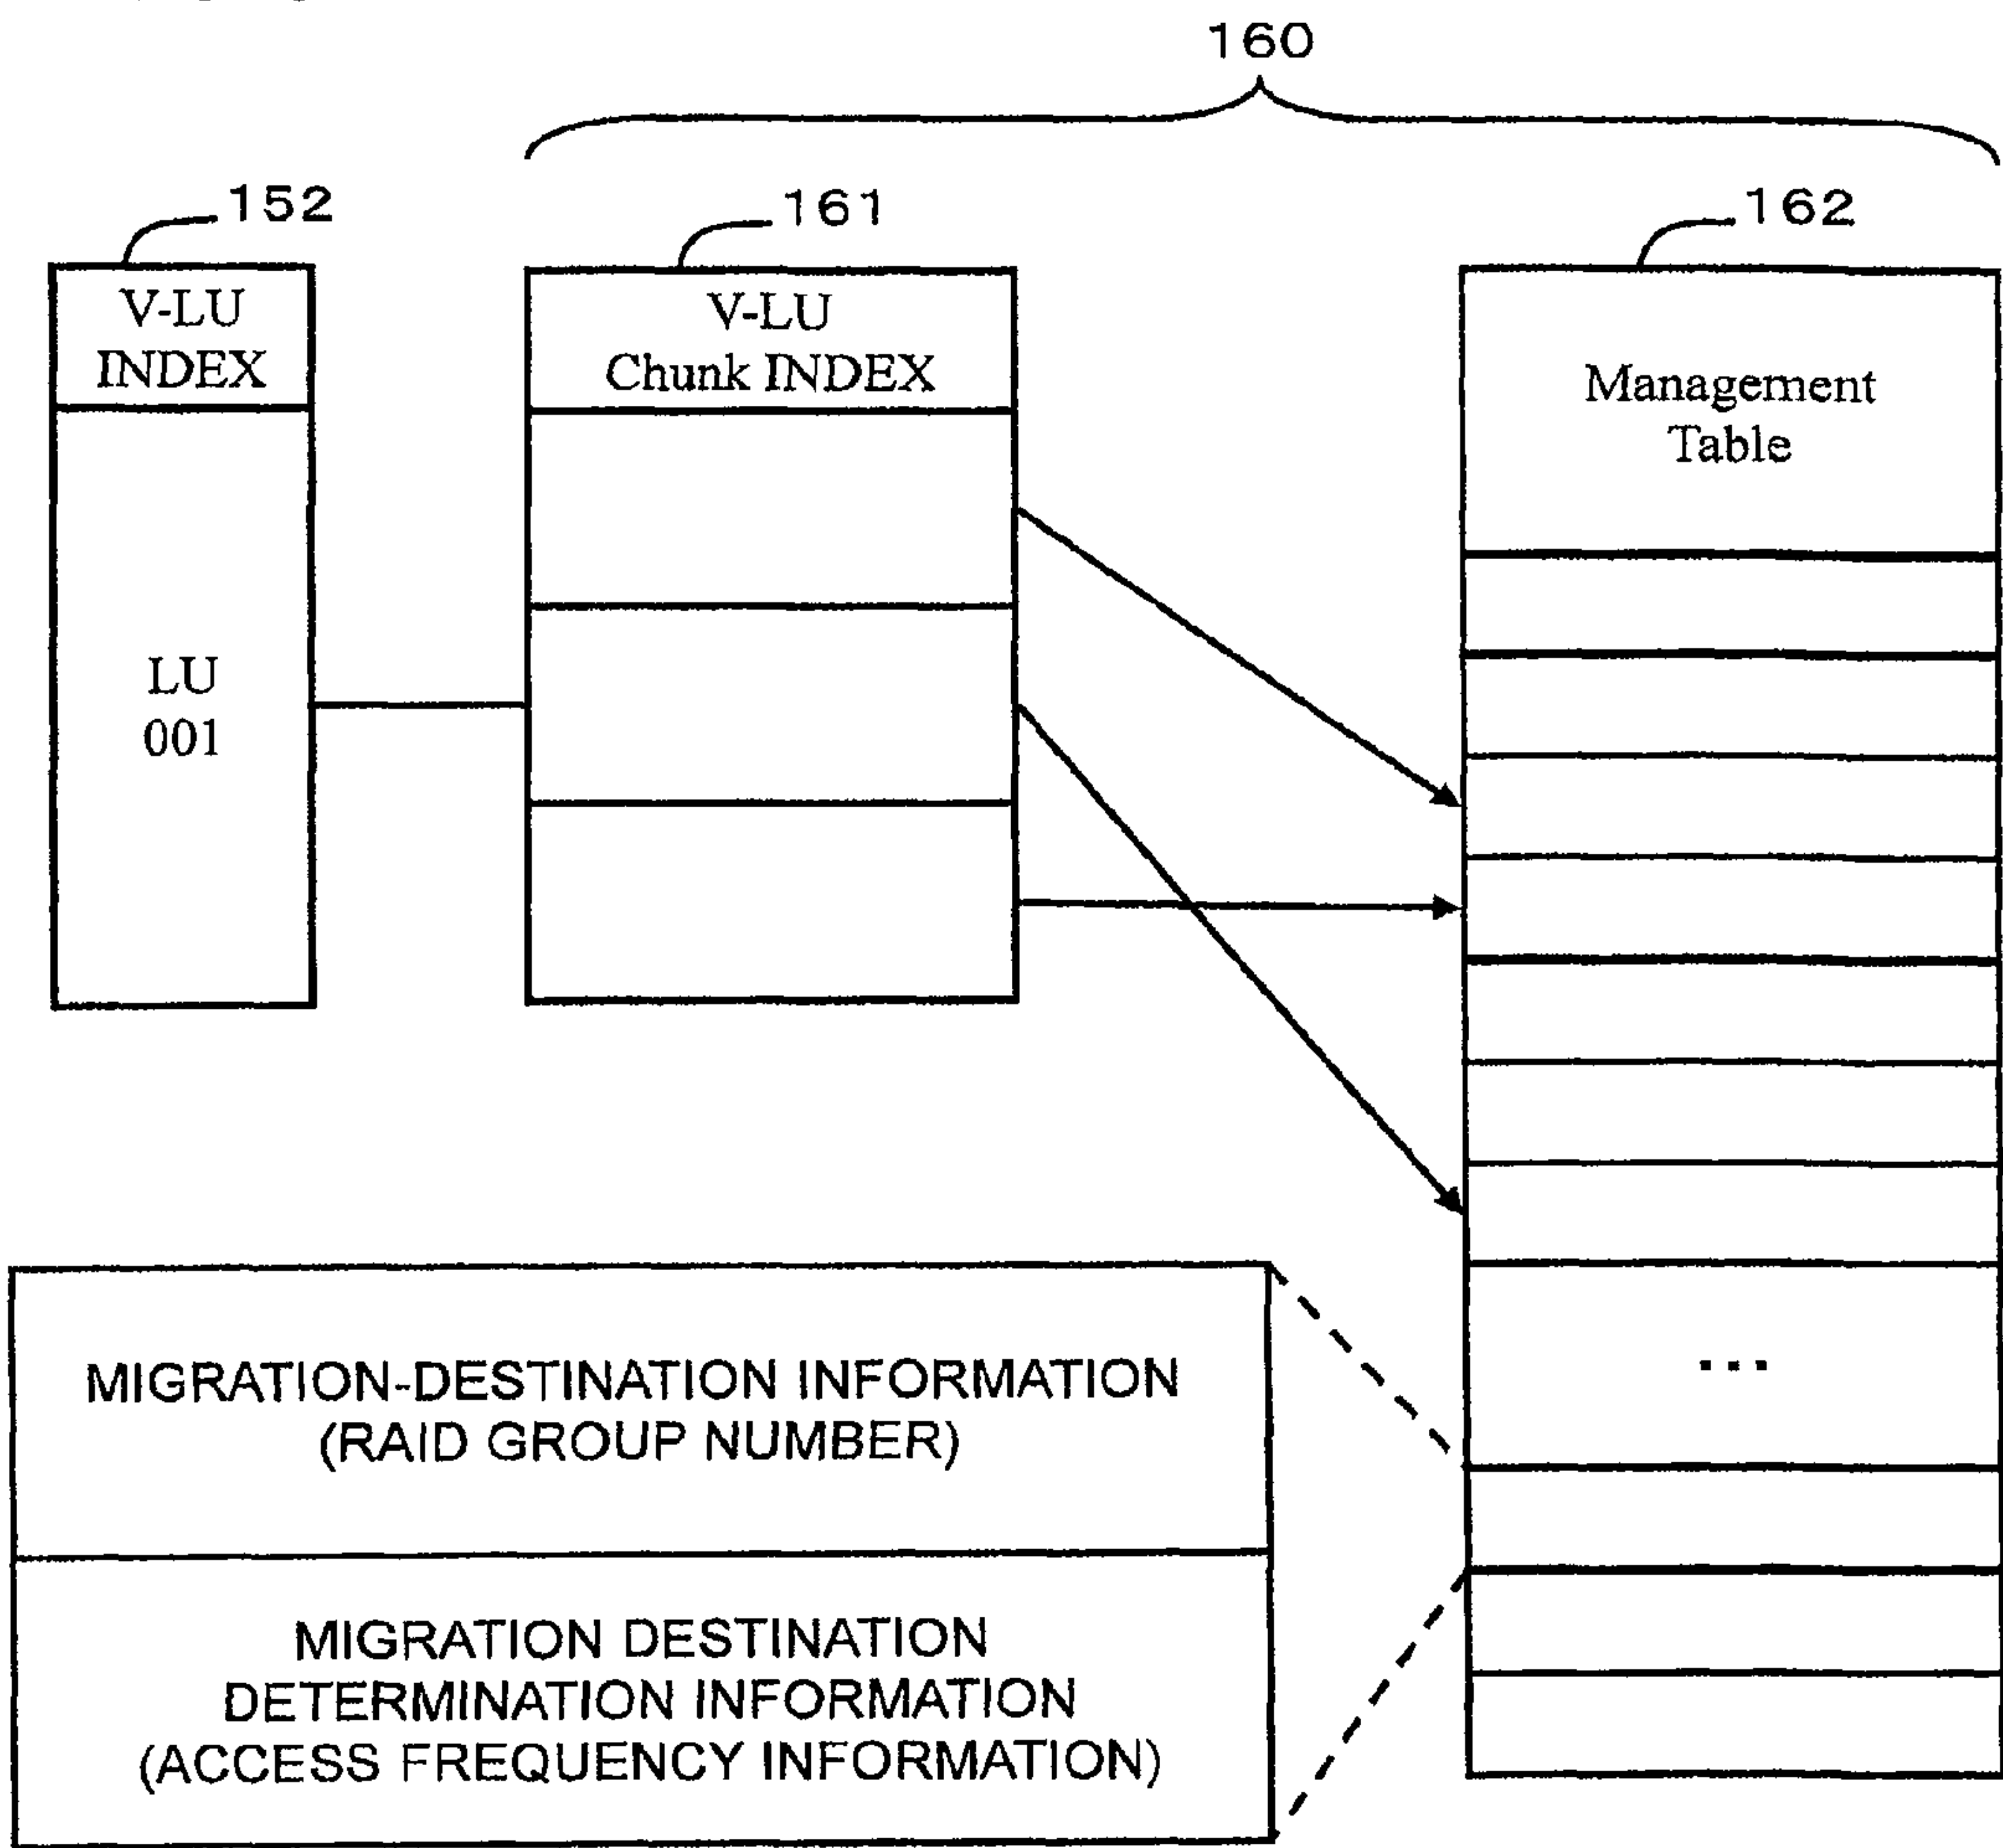 160
152
161
162
V-LU
INDEX
V-LU
Chunk INDEX
Management
Table
LU
001
...
MIGRATION-DESTINATION INFORMATION
(RAID GROUP NUMBER)
MIGRATION DESTINATION
DETERMINATION INFORMATION
(ACCESS FREQUENCY INFORMATION)